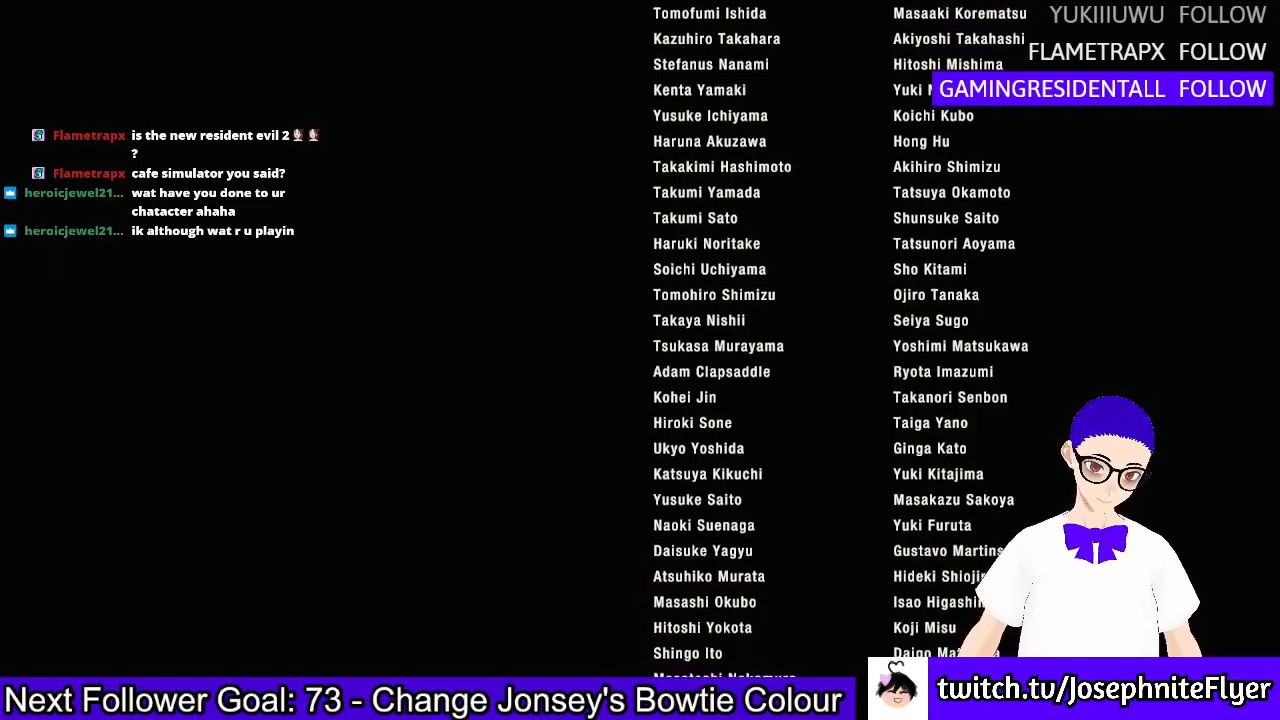 YUKIIIUWU FOLLOW
FLAMETRAPX FOLLOW
GAMINGRESIDENTALL FOLLOW
Flametrapx is the new resident evil 2
?
Flametrapx cafe simulator you said?
heroicjewel21... wat have you done to ur
chatacter ahaha
heroicjewel21... ik although wat r u playin
Tomofumi Ishida
Kazuhiro Takahara
Stefanus Nanami
Kenta Yamaki
Yusuke Ichiyama
Haruna Akuzawa
Takakimi Hashimoto
Takumi Yamada
Takumi Sato
Haruki Noritake
Soichi Uchiyama
Tomohiro Shimizu
Takaya Nishii
Tsukasa Murayama
Adam Clapsaddle
Kohei Jin
Hiroki Sone
Ukyo Yoshida
Katsuya Kikuchi
Yusuke Saito
Naoki Suenaga
Daisuke Yagyu
Atsuhiko Murata
Masashi Okubo
Hitoshi Yokota
Shingo Ito
Masaaki Korematsu
Akiyoshi Takahashi
Hitoshi Mishima
Yuki
Koichi Kubo
Hong Hu
Akihiro Shimizu
Tatsuya Okamoto
Shunsuke Saito
Tatsunori Aoyama
Sho Kitami
Ojiro Tanaka
Seiya Sugo
Yoshimi Matsukawa
Ryota Imazumi
Takanori Senbon
Taiga Yano
Ginga Kato
Yuki Kitajima
Masakazu Sakoya
Yuki Furuta
Gustavo Martins
Hideki
Isao
Koji Misu
Daigo
Next Follower Goal: 73 - Change Jonsey's Bowtie Colour
twitch.tv/JosephniteFlyer